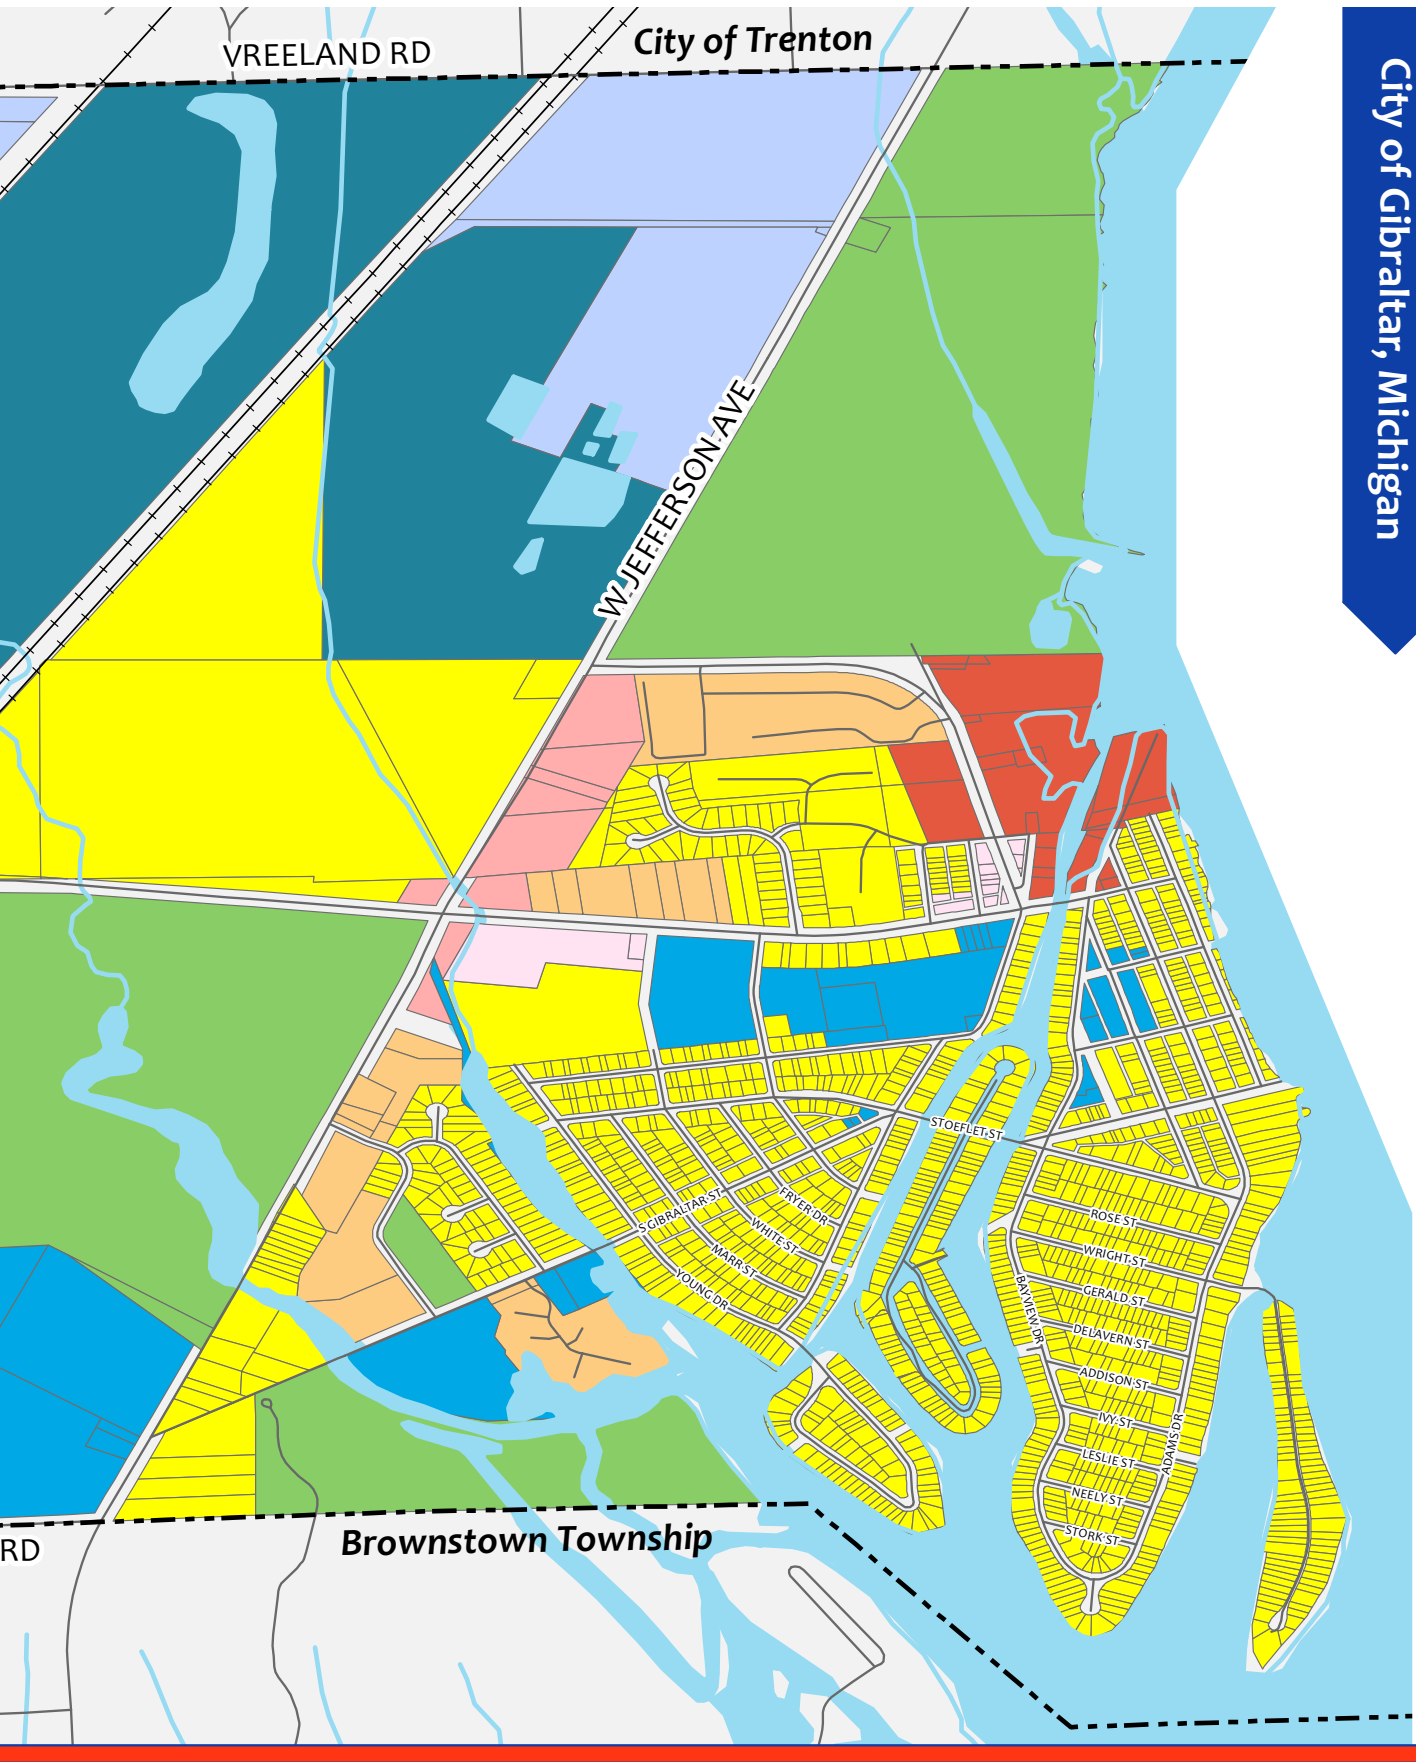 VREELAND RD
City of Trenton
City of Gibraltar, Michigan
W JEFFERSON AVE
STOEFLET ST
S GIBRALTAR ST
FRYER DR
WHITE ST
MARR ST
YOUNG DR
ROSE ST
WRIGHT ST
GERALD ST
BAYVIEW DR
DELAVERN ST
ADDISON ST
IVY ST
ADAMS DR
LESLIE ST
NEELY ST
STORK ST
Brownstown Township
RD